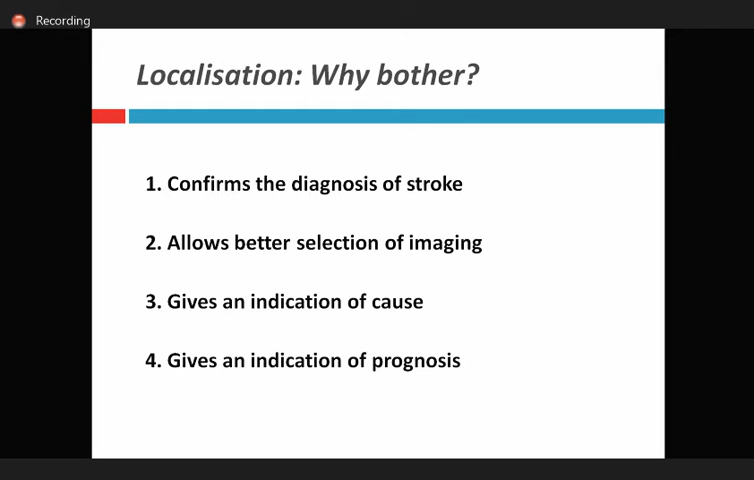 Recording
Localisation: Why bother?
1. Confirms the diagnosis of stroke
2. Allows better selection of imaging
3. Gives an indication of cause
4. Gives an indication of prognosis